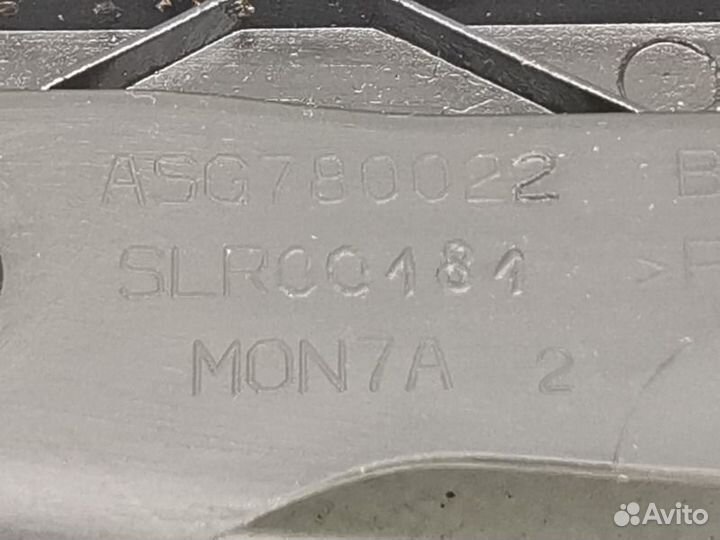 ASG780022 B
SLR00181 >P
MON7A 2
Avito